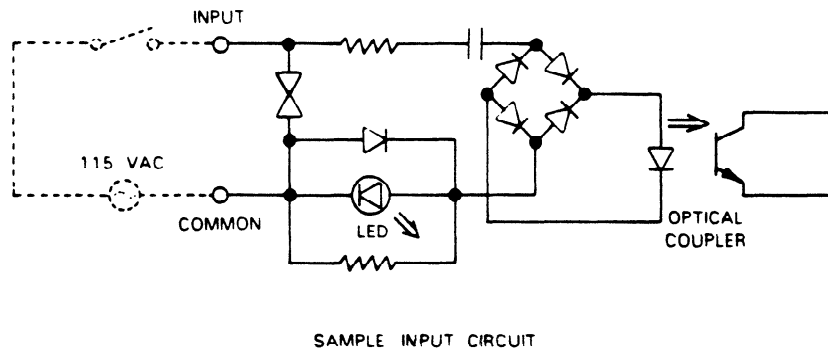 INPUT
115 VAC
COMMON
LED
OPTICAL
COUPLER
SAMPLE INPUT CIRCUIT